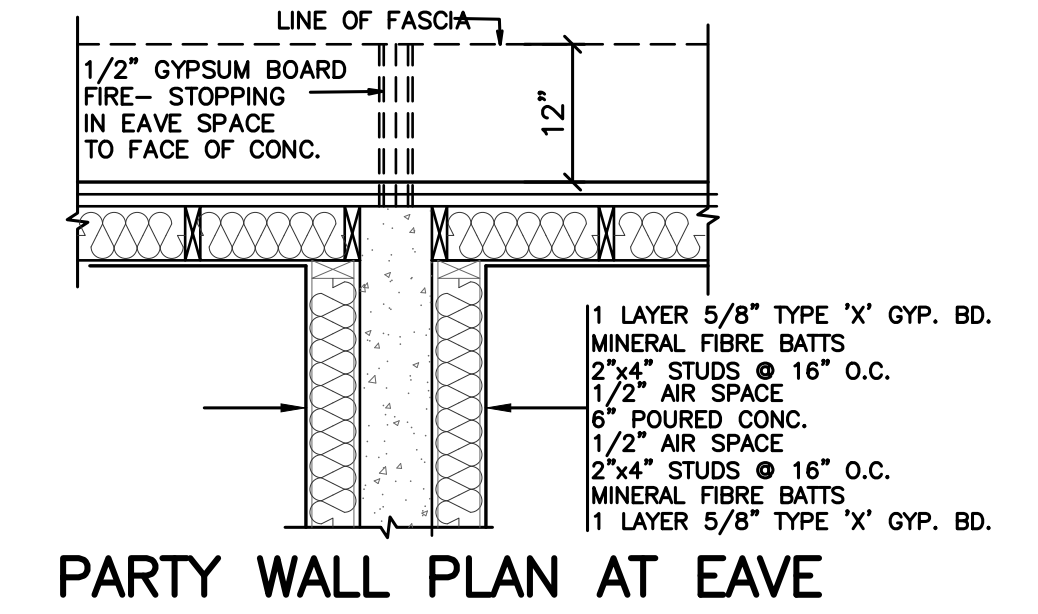 LINE OF FASCIA
1/2" GYPSUM BOARD
FIRE- STOPPING
IN EAVE SPACE
TO FACE OF CONC.
12"
1 LAYER 5/8" TYPE 'X' GYP. BD.
MINERAL FIBRE BATTS
2"x4" STUDS @ 16" O.C.
1/2" AIR SPACE
6" POURED CONC.
1/2" AIR SPACE
2"x4" STUDS @ 16" O.C.
MINERAL FIBRE BATTS
1 LAYER 5/8" TYPE 'X' GYP. BD.
PARTY WALL PLAN AT EAVE